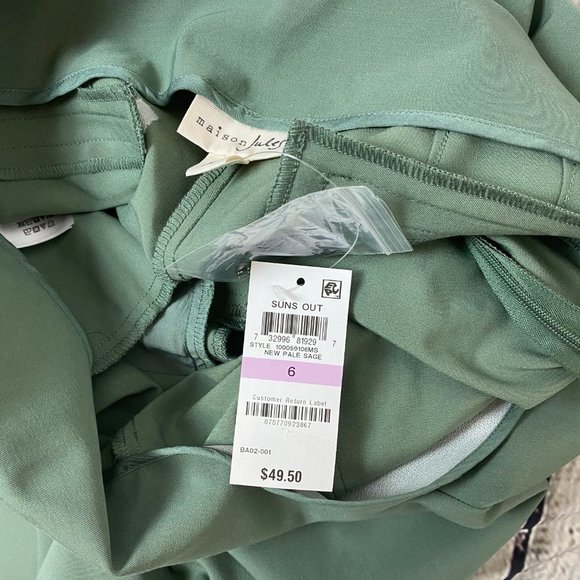 maison Jules
SUNS OUT
7 32996 81929 7
STYLE 100059106MS
NEW PALE SAGE
6
Customer Return Label
070770923867
BA02-001
$49.50